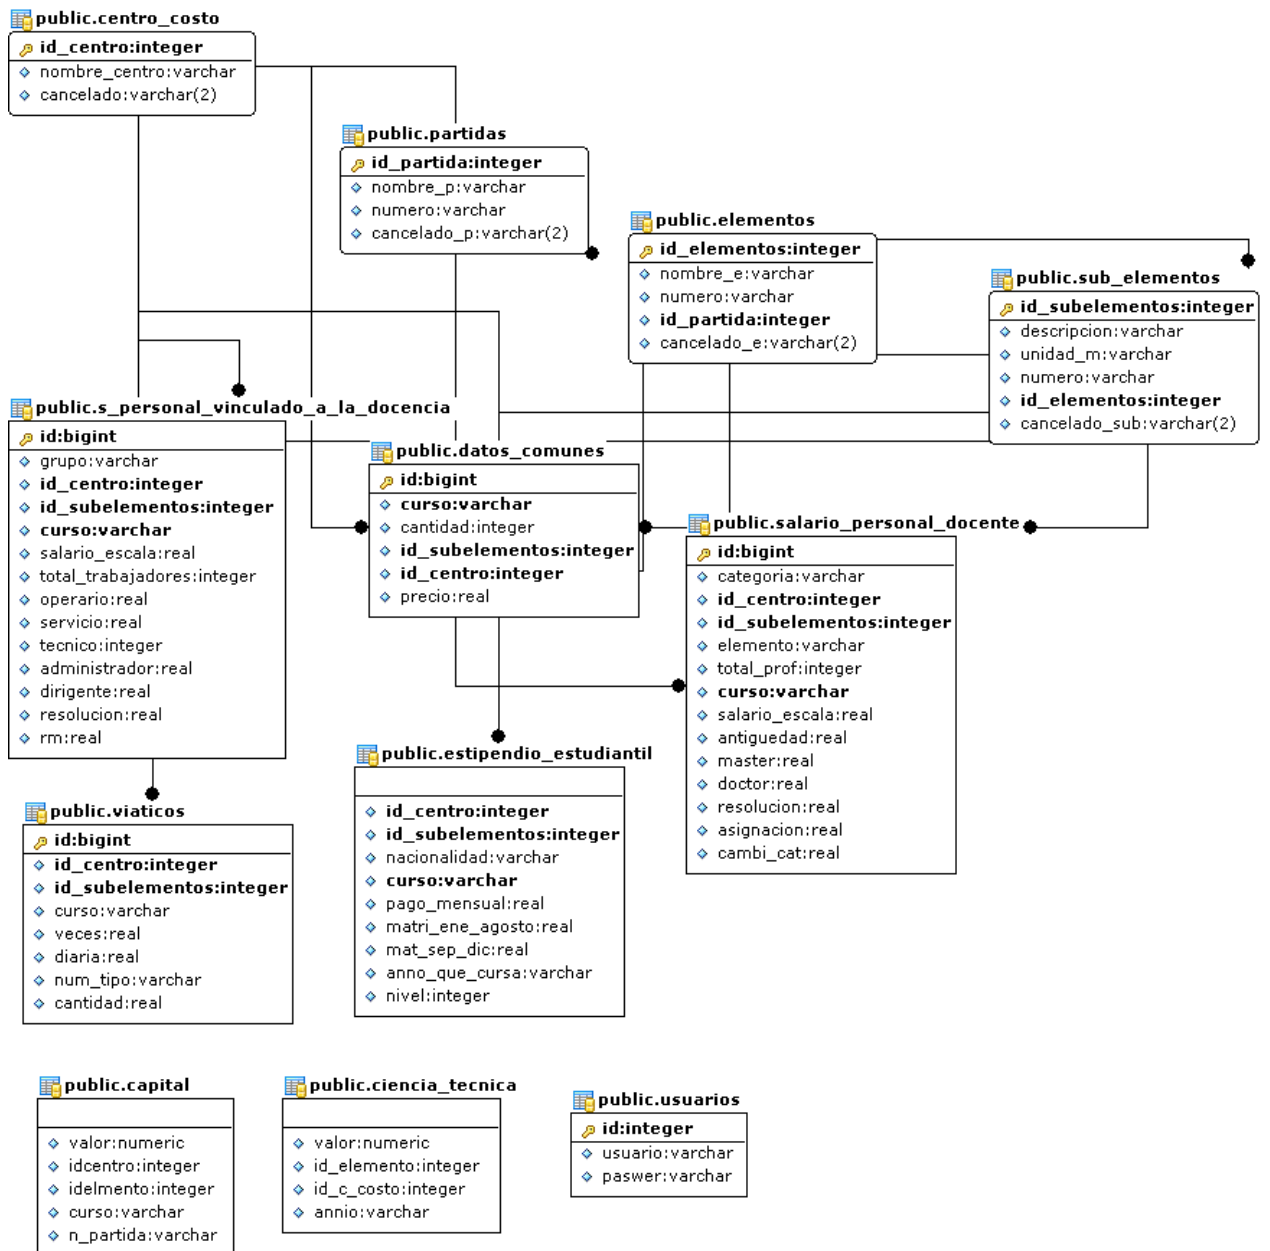 public.centro_costo
id_centro:integer
nombre_centro:varchar
cancelado:varchar(2)
public.partidas
id_partida:integer
nombre_p:varchar
numero:varchar
cancelado_p:varchar(2)
public.elementos
id_elementos:integer
nombre_e:varchar
numero:varchar
id_partida:integer
cancelado_e:varchar(2)
public.sub_elementos
id_subelementos:integer
descripcion:varchar
unidad_m:varchar
numero:varchar
id_elementos:integer
cancelado_sub:varchar(2)
public.s_personal_vinculado_a_la_docencia
id:bigint
grupo:varchar
id_centro:integer
id_subelementos:integer
curso:varchar
salario_escala:real
total_trabajadores:integer
operario:real
servicio:real
tecnico:integer
administrador:real
dirigente:real
resolucion:real
rm:real
public.datos_comunes
id:bigint
curso:varchar
cantidad:integer
id_subelementos:integer
id_centro:integer
precio:real
public.salario_personal_docente
id:bigint
categoria:varchar
id_centro:integer
id_subelementos:integer
elemento:varchar
total_prof:integer
curso:varchar
salario_escala:real
antiguedad:real
master:real
doctor:real
resolucion:real
asignacion:real
cambi_cat:real
public.viaticos
id:bigint
id_centro:integer
id_subelementos:integer
curso:varchar
veces:real
diaria:real
num_tipo:varchar
cantidad:real
public.estipendio_estudiantil
id_centro:integer
id_subelementos:integer
nacionalidad:varchar
curso:varchar
pago_mensual:real
matri_ene_agosto:real
mat_sep_dic:real
anno_que_cursa:varchar
nivel:integer
public.capital
valor:numeric
idcentro:integer
idelmento:integer
curso:varchar
n_partida:varchar
public.ciencia_tecnica
valor:numeric
id_elemento:integer
id_c_costo:integer
annio:varchar
public.usuarios
id:integer
usuario:varchar
paswer:varchar